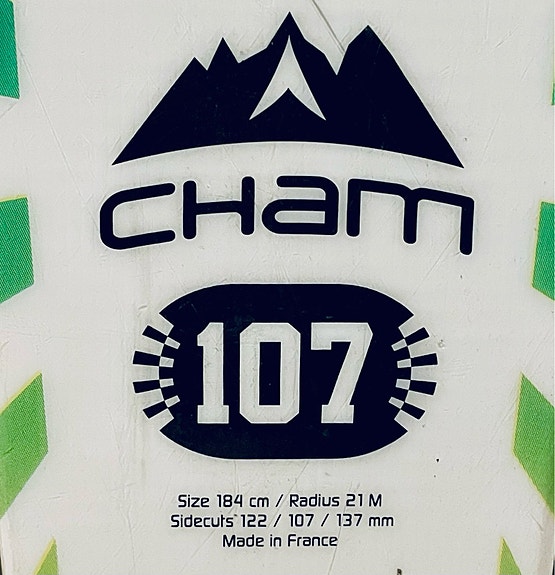 CHam
107
Size 184 cm / Radius 21 M
Sidecuts 122 / 107 / 137 mm
Made in France